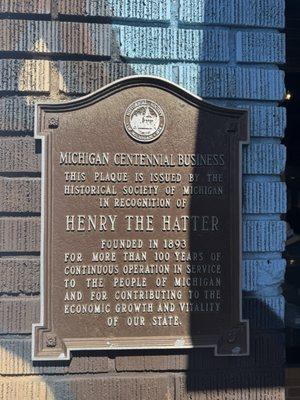 MICHIGAN CENTENNIAL BUSINESS
THIS PLAQUE IS ISSUED BY THE
HISTORICAL SOCIETY OF MICHIGAN
IN RECOGNITION OF
HENRY THE HATTER
FOUNDED IN 1893
FOR MORE THAN 100 YEARS OF
CONTINUOUS OPERATION IN SERVICE
TO THE PEOPLE OF MICHIGAN
AND FOR CONTRIBUTING TO THE
ECONOMIC GROWTH AND VITALITY
OF OUR STATE.